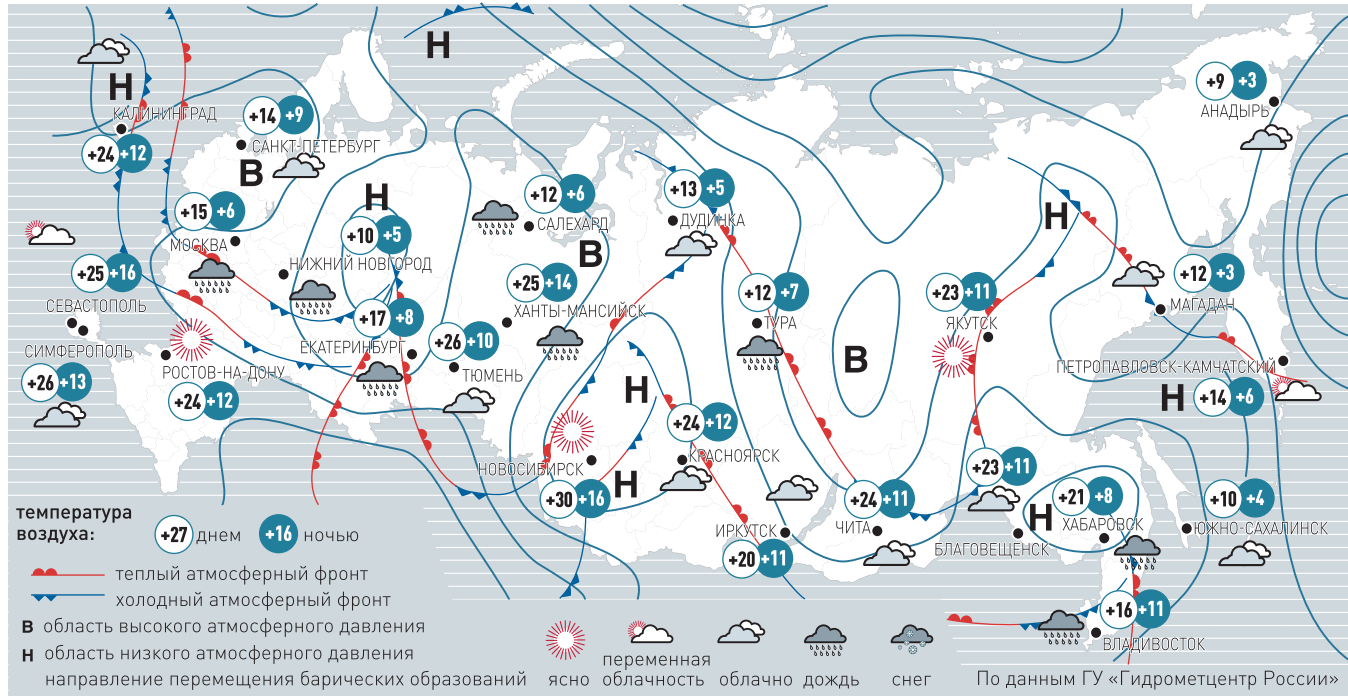 Н
КАЛИНИНГРАД
+24 +12
+14 +9
САНКТ-ПЕТЕРБУРГ
В
Н
+9 +3
АНАДЫРЬ
+15 +6
МОСКВА
Н
+10 +5
НИЖНИЙ НОВГОРОД
+12 +6
САЛЕХАРД
В
+13 +5
ДУДИНКА
Н
+25 +16
СЕВАСТОПОЛЬ
СИМФЕРОПОЛЬ
+26 +13
РОСТОВ-НА-ДОНУ
+24 +12
+17 +8
ЕКАТЕРИНБУРГ
+25 +14
ХАНТЫ-МАНСИЙСК
+26 +10
ТЮМЕНЬ
+12 +7
ТУРА
В
+23 +11
ЯКУТСК
+12 +3
МАГАДАН
ПЕТРОПАВЛОВСК-КАМЧАТСКИЙ
Н
+14 +6
Н
+24 +12
КРАСНОЯРСК
НОВОСИБИРСК
+30 +16
Н
ИРКУТСК
+20 +11
+24 +11
ЧИТА
+23 +11
БЛАГОВЕЩЕНСК
Н
+21 +8
ХАБАРОВСК
+10 +4
ЮЖНО-САХАЛИНСК
+16 +11
ВЛАДИВОСТОК
температура
воздуха:
+27 днем
+16 ночью
теплый атмосферный фронт
холодный атмосферный фронт
В область высокого атмосферного давления
Н область низкого атмосферного давления
направление перемещения барических образований
ясно
переменная
облачность
облачно
дождь
снег
По данным ГУ «Гидрометцентр России»